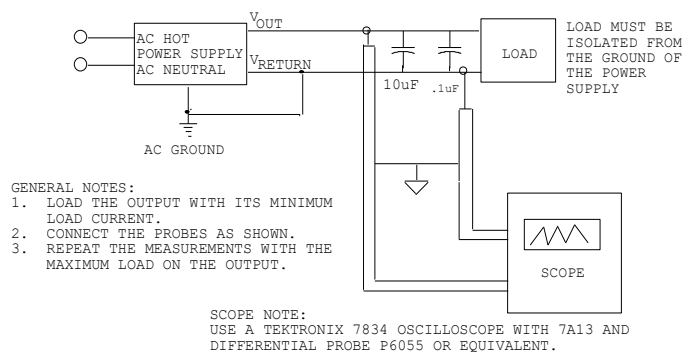 V_OUT
AC HOT
POWER SUPPLY
AC NEUTRAL
V_RETURN
10uF
.1uF
LOAD
LOAD MUST BE
ISOLATED FROM
THE GROUND OF
THE POWER
SUPPLY
AC GROUND
GENERAL NOTES:
1. LOAD THE OUTPUT WITH ITS MINIMUM
LOAD CURRENT.
2. CONNECT THE PROBES AS SHOWN.
3. REPEAT THE MEASUREMENTS WITH THE
MAXIMUM LOAD ON THE OUTPUT.
SCOPE
SCOPE NOTE:
USE A TEKTRONIX 7834 OSCILLOSCOPE WITH 7A13 AND
DIFFERENTIAL PROBE P6055 OR EQUIVALENT.